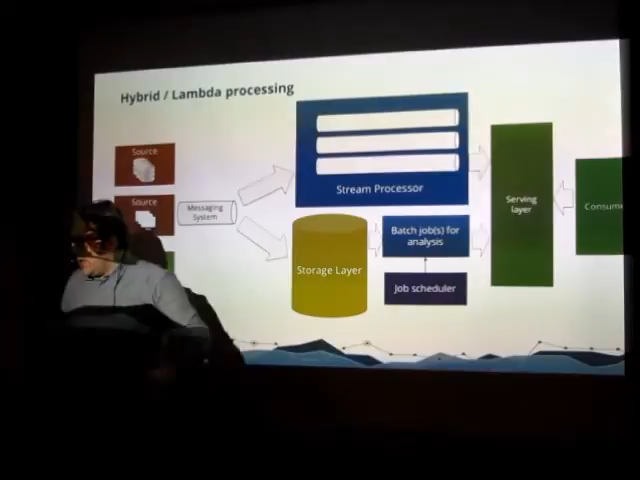 Hybrid / Lambda processing
Source
Source
Messaging
System
Stream Processor
Storage Layer
Batch job(s) for
analysis
Job scheduler
Serving
layer
Consum